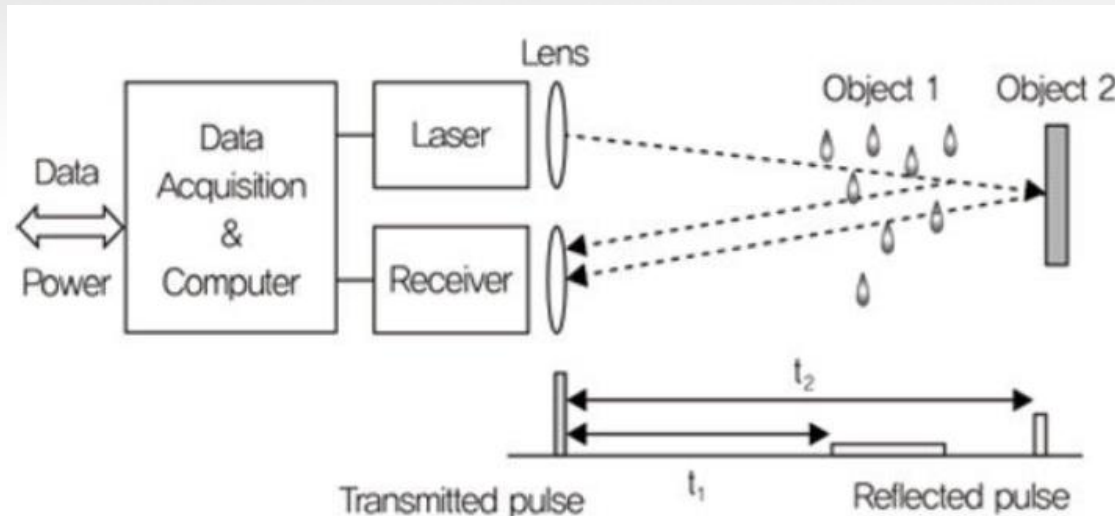 Lens
Object 1
Object 2
Data
Power
Data
Acquisition
&
Computer
Laser
Receiver
t2
t1
Transmitted pulse
Reflected pulse